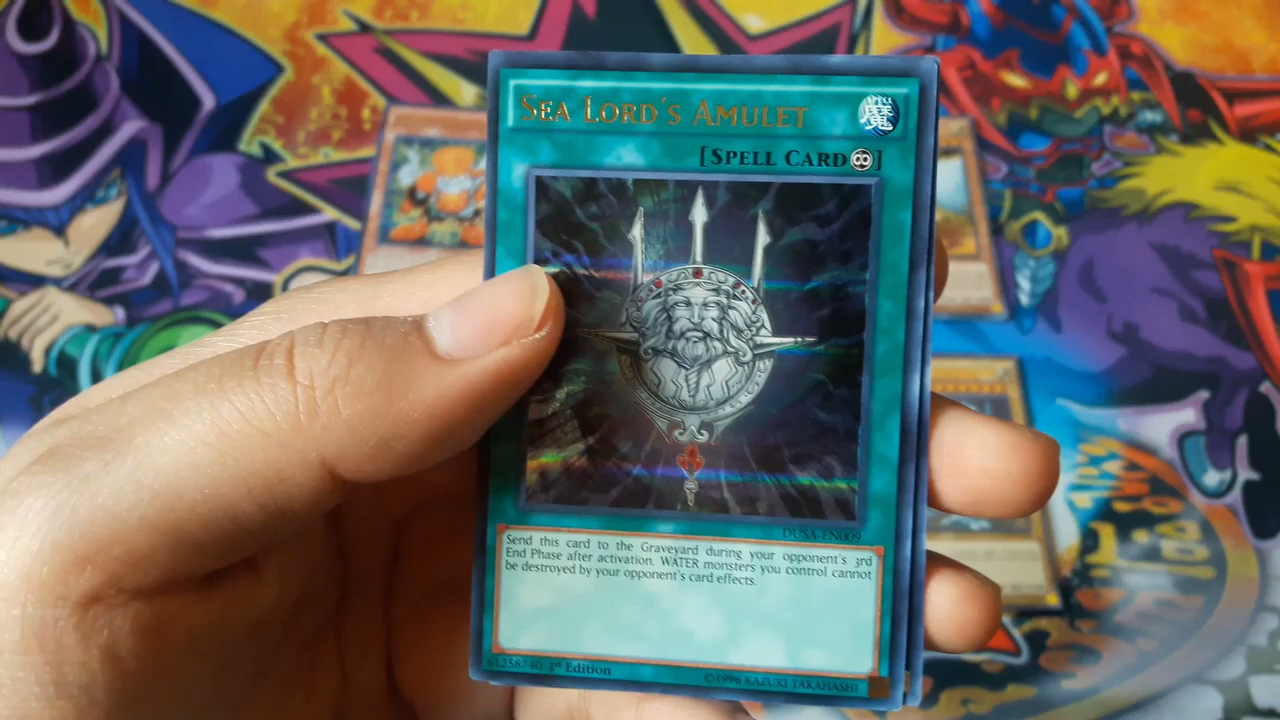 SEA LORD'S AMULET
魔
[SPELL CARD]
DUSA-EN009
Send this card to the Graveyard during your opponent's 3rd
End Phase after activation. WATER monsters you control cannot
be destroyed by your opponent's card effects.
61258740 1st Edition
©1996 KAZUKI TAKAHASHI